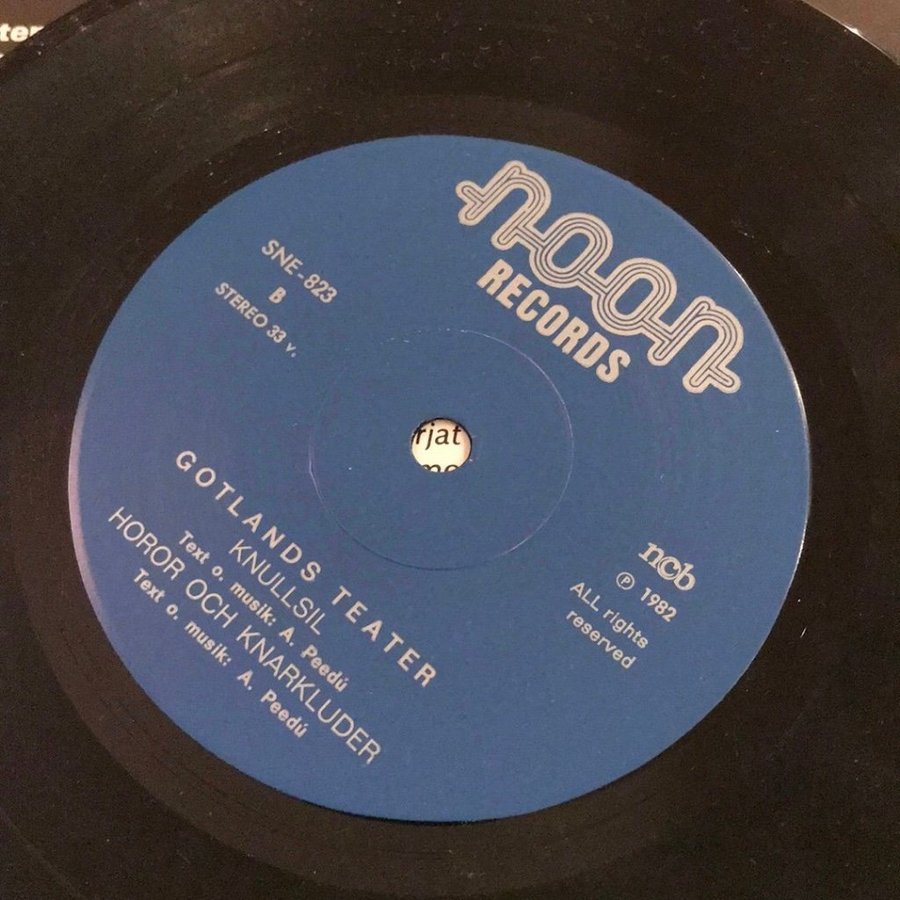 noon
RECORDS
SNE-823
B
STEREO 33 v.
GOTLANDS TEATER
KNULLSIL
Text o. musik: A. Peedú
HOROR OCH KNARKLUDER
Text o. musik: A. Peedú
ncb
Ⓟ 1982
ALL rights
reserved
rjat